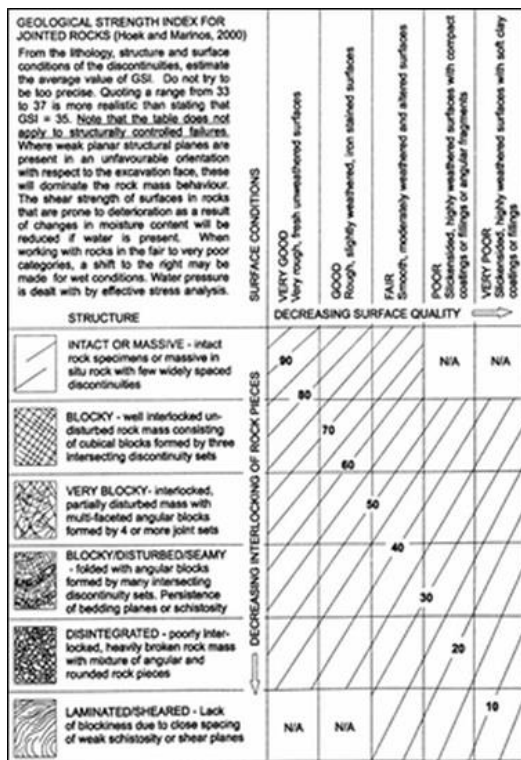 GEOLOGICAL STRENGTH INDEX FOR
JOINTED ROCKS (Hoek and Marinos, 2000)
From the lithology, structure and surface
conditions of the discontinuities, estimate
the average value of GSI. Do not try to
be too precise. Quoting a range from 33
to 37 is more realistic than stating that
GSI = 35. Note that the table does not
apply to structurally controlled failures.
Where weak planar structural planes are
present in an unfavourable orientation
with respect to the excavation face, these
will dominate the rock mass behaviour.
The shear strength of surfaces in rocks
that are prone to deterioration as a result
of changes in moisture content will be
reduced if water is present. When
working with rocks in the fair to very poor
categories, a shift to the right may be
made for wet conditions. Water pressure
is dealt with by effective stress analysis.
SURFACE CONDITIONS
VERY GOOD
Very rough, fresh unweathered surfaces
GOOD
Rough, slightly weathered, iron stained surfaces
FAIR
Smooth, moderately weathered and altered surfaces
POOR
Slickensided, highly weathered surfaces with compact
coatings or fillings or angular fragments
VERY POOR
Slickensided, highly weathered surfaces with soft clay
coatings or fillings
STRUCTURE
DECREASING SURFACE QUALITY
DECREASING INTERLOCKING OF ROCK PIECES
INTACT OR MASSIVE - intact
rock specimens or massive in
situ rock with few widely spaced
discontinuities
90
80
N/A
N/A
BLOCKY - well interlocked un-
disturbed rock mass consisting
of cubical blocks formed by three
intersecting discontinuity sets
70
60
VERY BLOCKY- interlocked,
partially disturbed mass with
multi-faceted angular blocks
formed by 4 or more joint sets
50
BLOCKY/DISTURBED/SEAMY
- folded with angular blocks
formed by many intersecting
discontinuity sets. Persistence
of bedding planes or schistosity
40
30
DISINTEGRATED - poorly inter-
locked, heavily broken rock mass
with mixture of angular and
rounded rock pieces
20
LAMINATED/SHEARED - Lack
of blockiness due to close spacing
of weak schistosity or shear planes
N/A
N/A
10